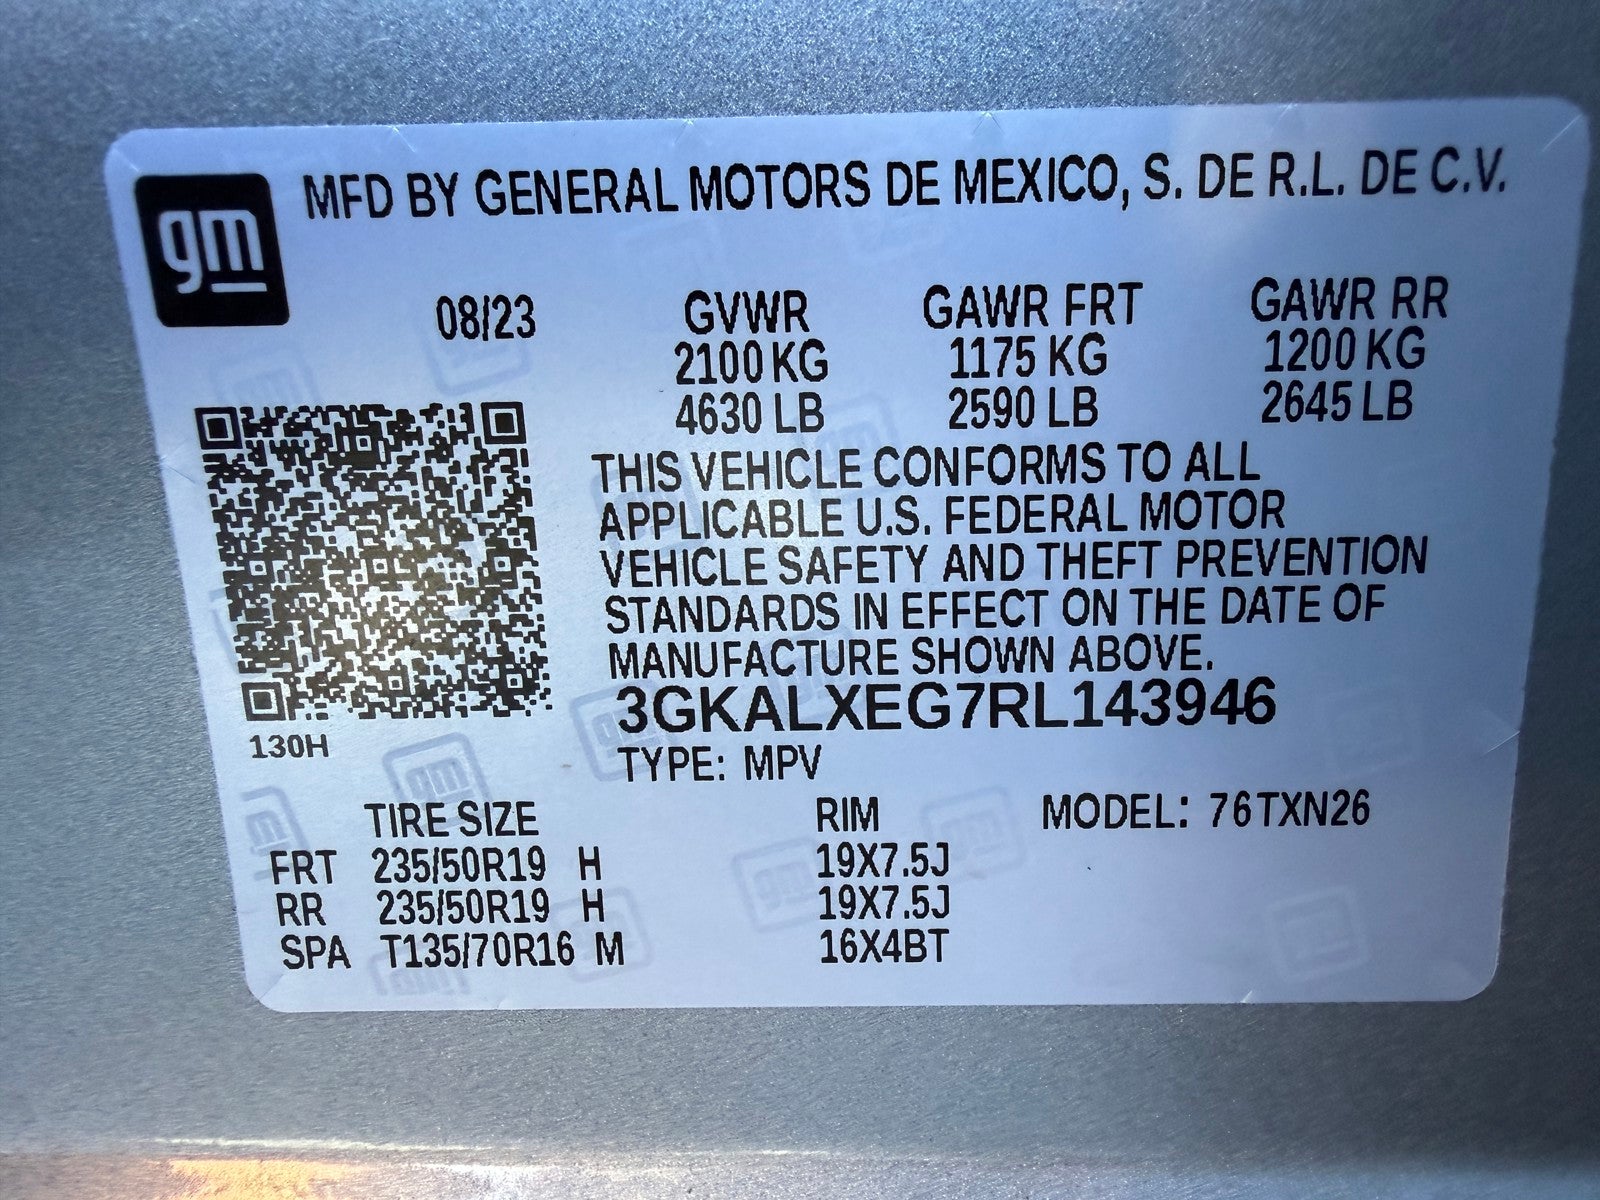 gm
MFD BY GENERAL MOTORS DE MEXICO, S. DE R.L. DE C.V.
08/23 GVWR GAWR FRT GAWR RR
2100 KG 1175 KG 1200 KG
4630 LB 2590 LB 2645 LB
THIS VEHICLE CONFORMS TO ALL
APPLICABLE U.S. FEDERAL MOTOR
VEHICLE SAFETY AND THEFT PREVENTION
STANDARDS IN EFFECT ON THE DATE OF
MANUFACTURE SHOWN ABOVE.
3GKALXEG7RL143946
130H
TYPE: MPV
TIRE SIZE RIM MODEL: 76TXN26
FRT 235/50R19 H 19X7.5J
RR 235/50R19 H 19X7.5J
SPA T135/70R16 M 16X4BT